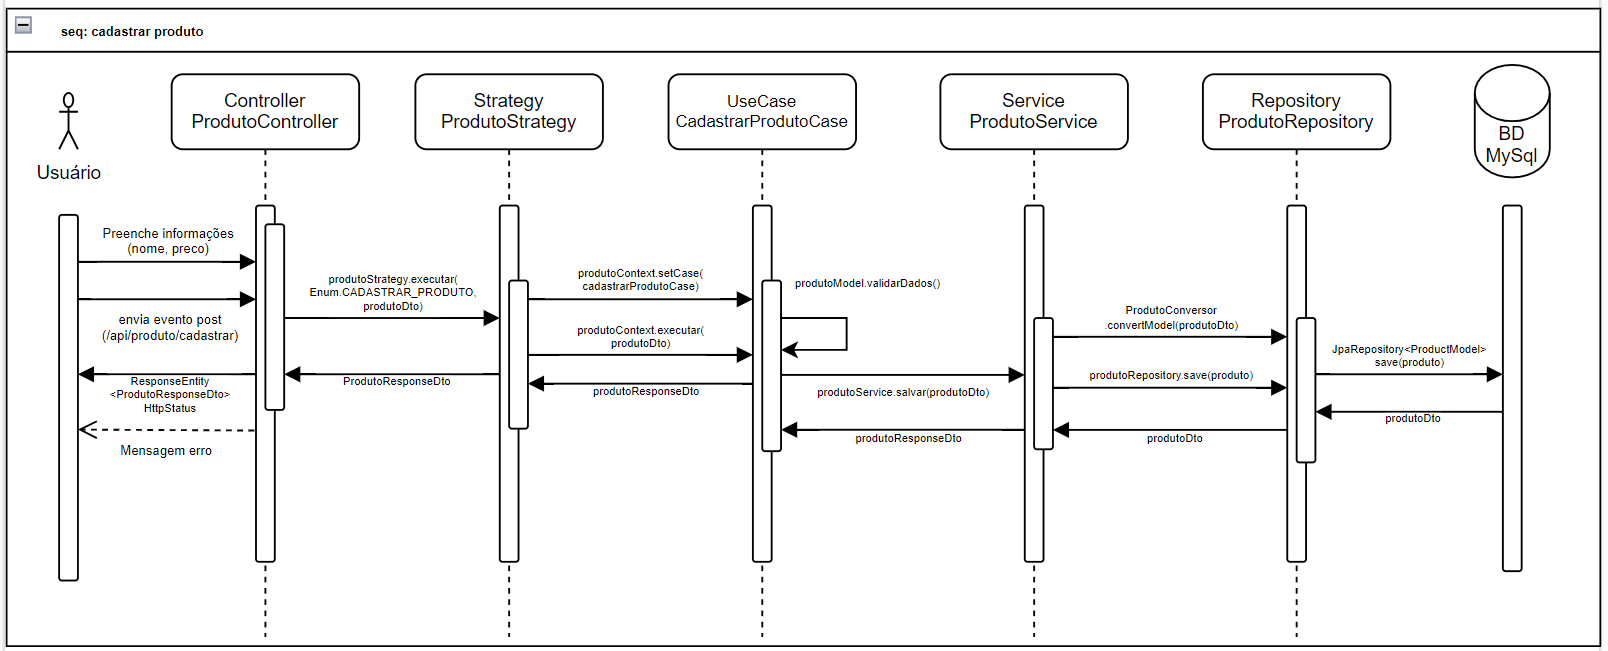 seq: cadastrar produto
Usuário
Controller
ProdutoController
Strategy
ProdutoStrategy
UseCase
CadastrarProdutoCase
Service
ProdutoService
Repository
ProdutoRepository
BD
MySql
Preenche informações
(nome, preco)
envia evento post
(/api/produto/cadastrar)
ResponseEntity
<ProdutoResponseDto>
HttpStatus
Mensagem erro
produtoStrategy.executar(
Enum.CADASTRAR_PRODUTO,
produtoDto)
ProdutoResponseDto
produtoContext.setCase(
cadastrarProdutoCase)
produtoContext.executar(
produtoDto)
produtoResponseDto
produtoModel.validarDados()
produtoService.salvar(produtoDto)
produtoResponseDto
ProdutoConversor
.convertModel(produtoDto)
produtoRepository.save(produto)
produtoDto
JpaRepository<ProductModel>
save(produto)
produtoDto